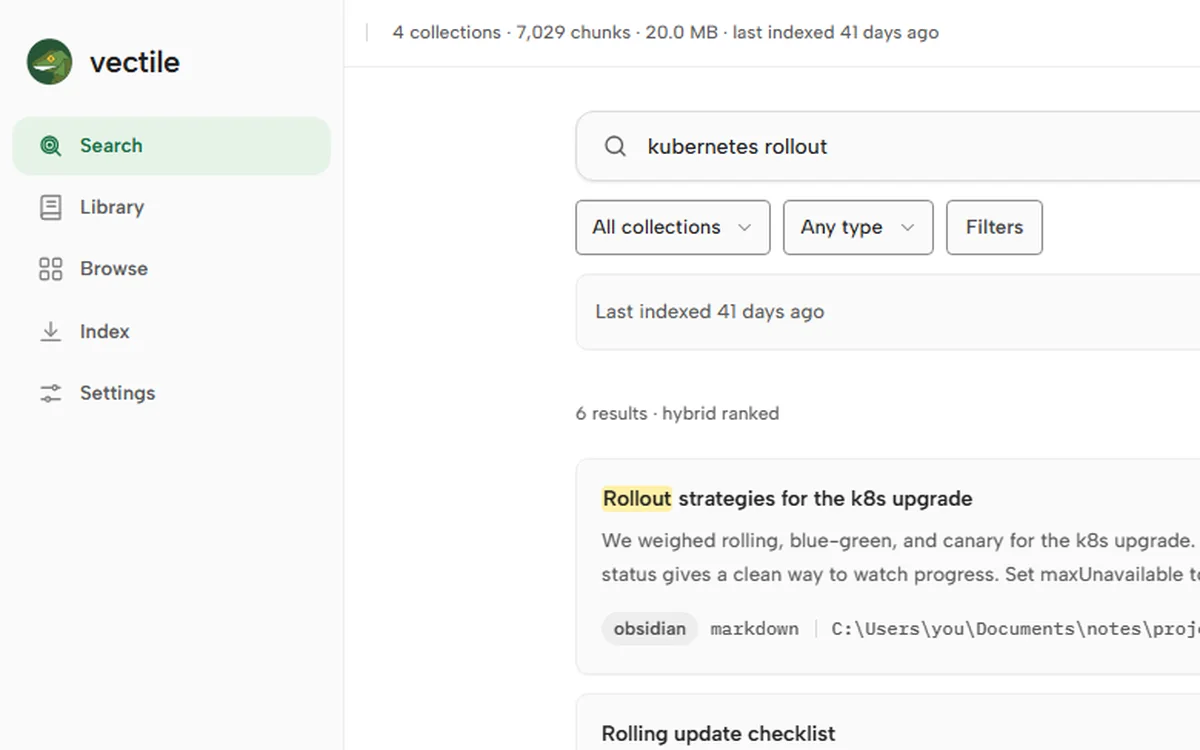 vectile
Search
Library
Browse
Index
Settings
4 collections · 7,029 chunks · 20.0 MB · last indexed 41 days ago
kubernetes rollout
All collections
Any type
Filters
Last indexed 41 days ago
6 results · hybrid ranked
Rollout strategies for the k8s upgrade
We weighed rolling, blue-green, and canary for the k8s upgrade.
status gives a clean way to watch progress. Set maxUnavailable
obsidian markdown | C:\Users\you\Documents\notes\proj
Rolling update checklist